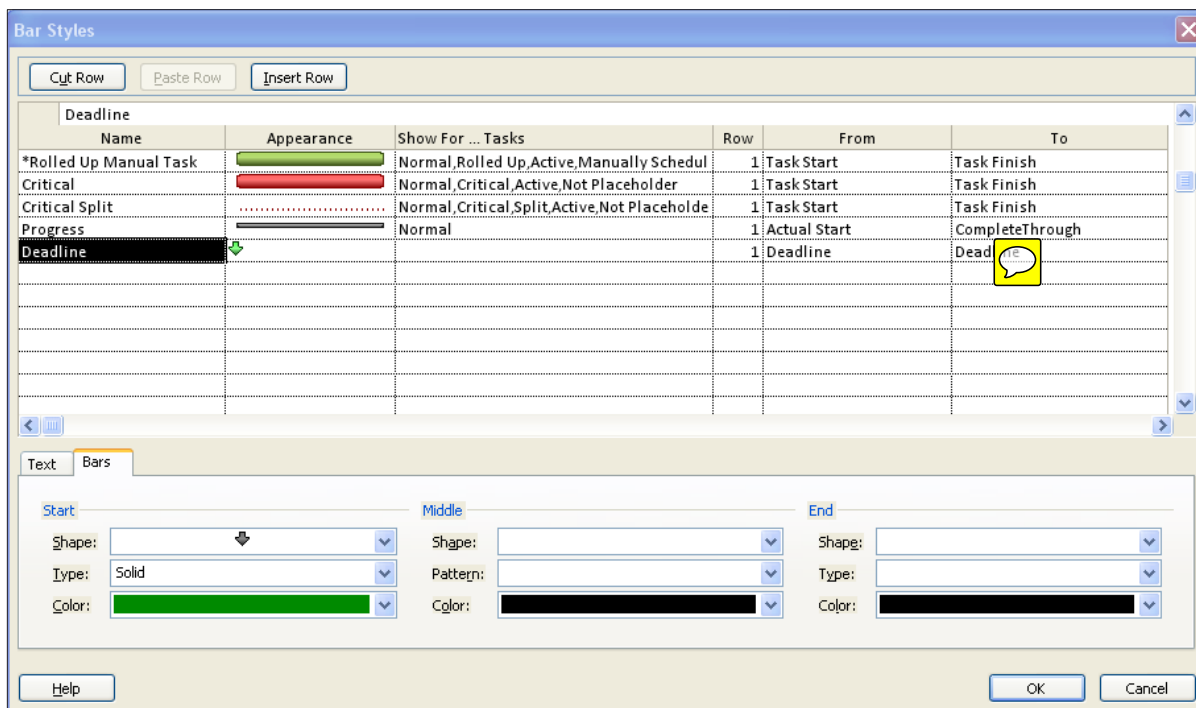 Bar Styles
Cut Row Paste Row Insert Row
Deadline
Name Appearance Show For ... Tasks Row From To
*Rolled Up Manual Task Normal,Rolled Up,Active,Manually Schedul 1 Task Start Task Finish
Critical Normal,Critical,Active,Not Placeholder 1 Task Start Task Finish
Critical Split Normal,Critical,Split,Active,Not Placeholde 1 Task Start Task Finish
Progress Normal 1 Actual Start CompleteThrough
Deadline 1 Deadline Deadline
Text Bars
Start Middle End
Shape: Shape: Shape:
Type: Solid Pattern: Type:
Color: Color: Color:
Help OK Cancel